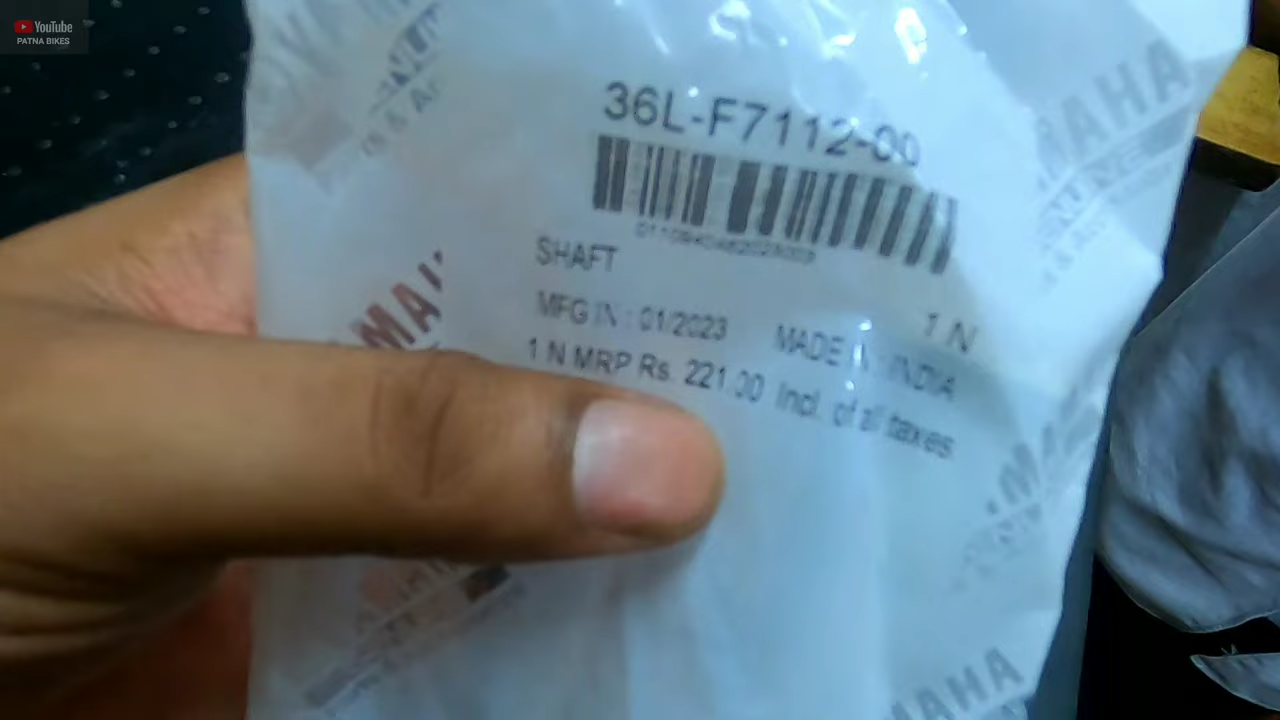 YouTube
PATNA BIKES
36L-F7112-00
SHAFT
1 N
MFG IN : 01/2023 MADE IN : INDIA
1 N MRP Rs. 221.00 Incl. of all taxes
YAMAHA